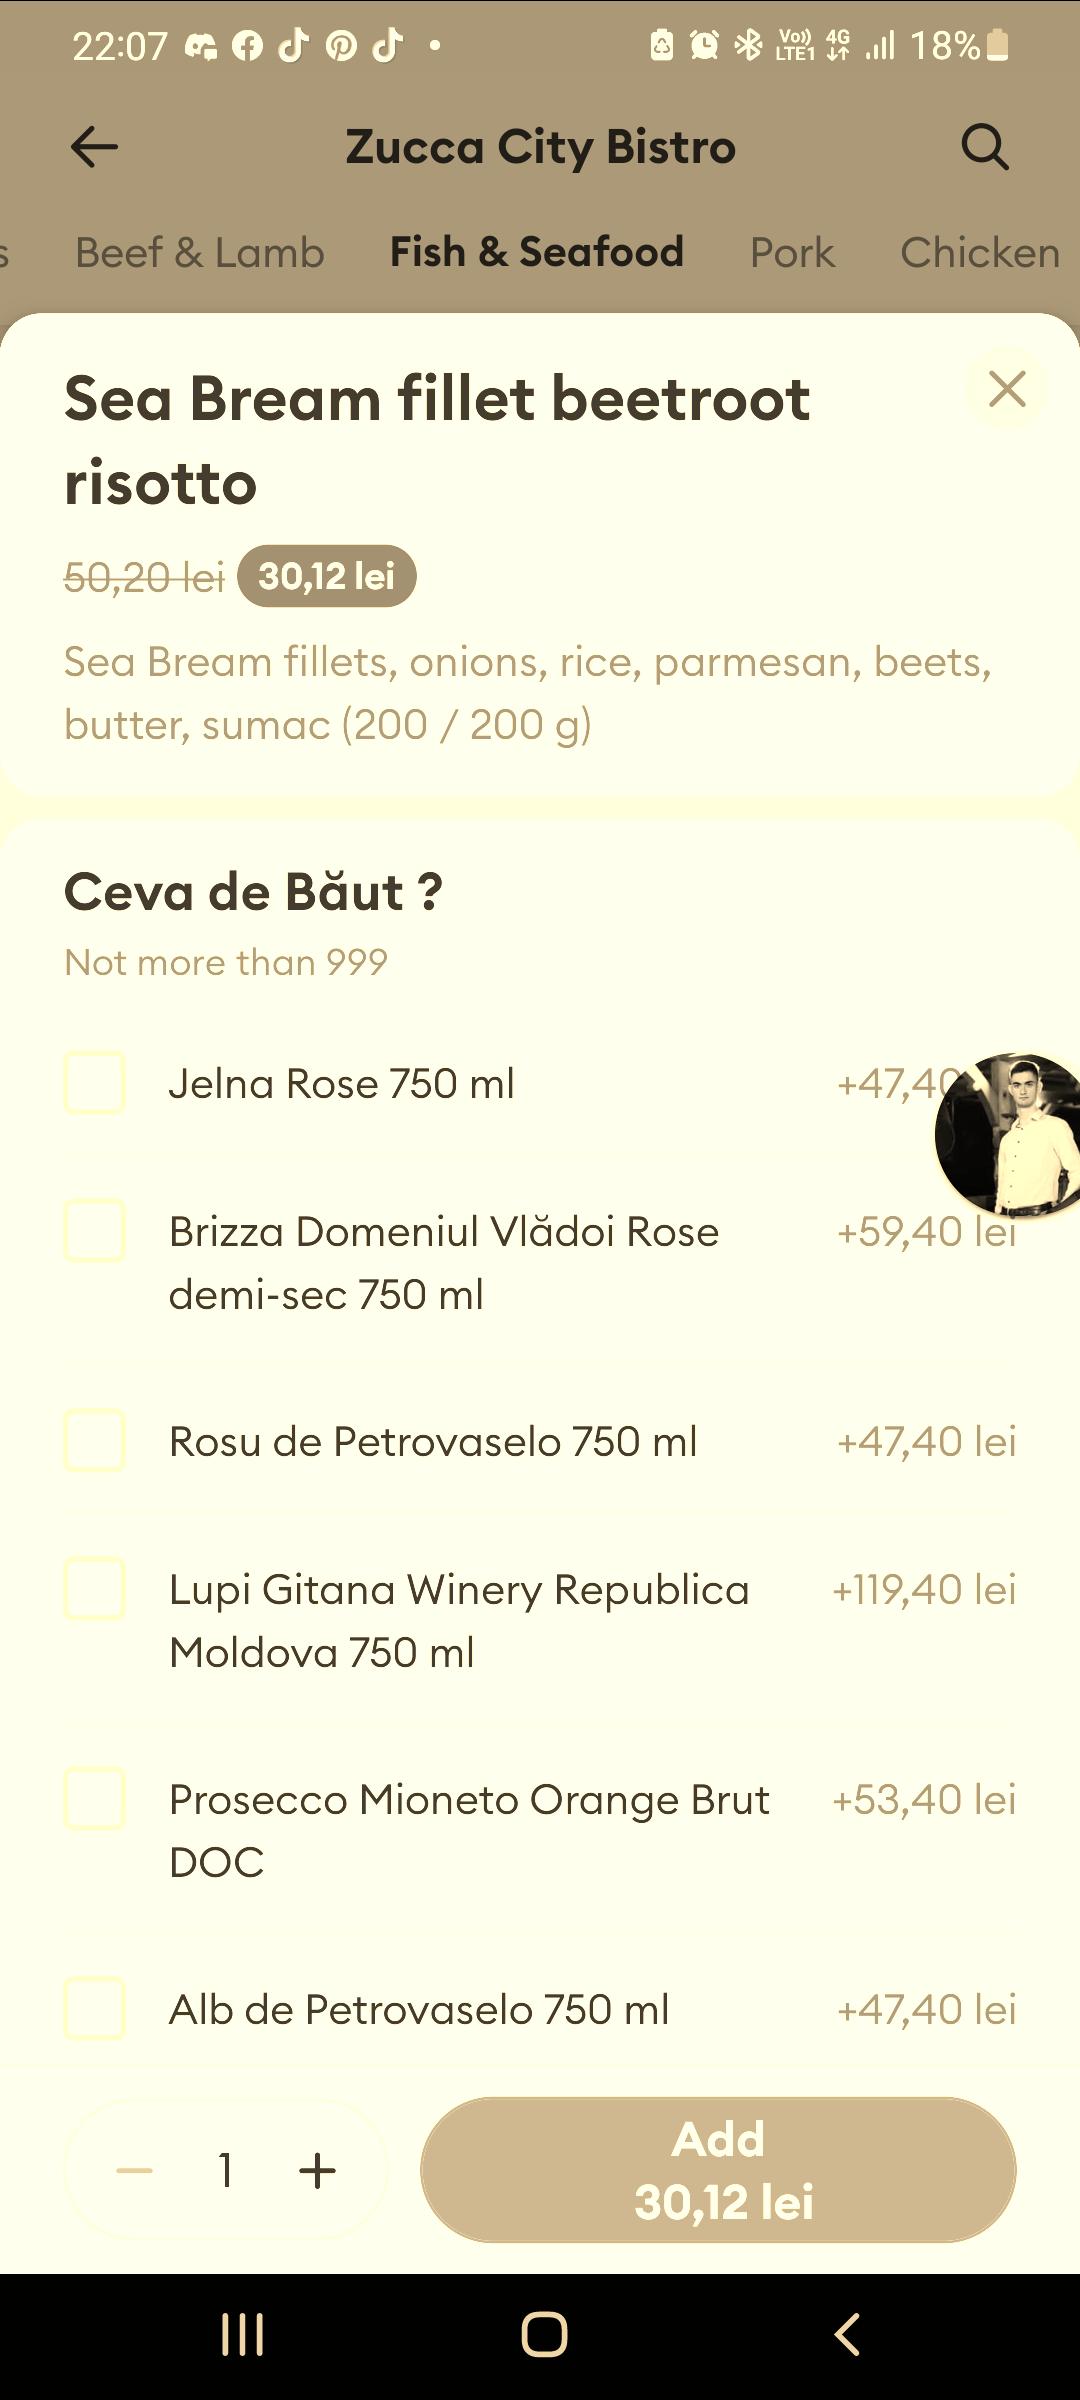 22:07
Vo)) LTE1 4G 18%
Zucca City Bistro
s Beef & Lamb Fish & Seafood Pork Chicken
Sea Bream fillet beetroot
risotto
50,20 lei 30,12 lei
Sea Bream fillets, onions, rice, parmesan, beets,
butter, sumac (200 / 200 g)
Ceva de Băut ?
Not more than 999
Jelna Rose 750 ml +47,40
Brizza Domeniul Vlădoi Rose +59,40 lei
demi-sec 750 ml
Rosu de Petrovaselo 750 ml +47,40 lei
Lupi Gitana Winery Republica +119,40 lei
Moldova 750 ml
Prosecco Mioneto Orange Brut +53,40 lei
DOC
Alb de Petrovaselo 750 ml +47,40 lei
1 Add
30,12 lei